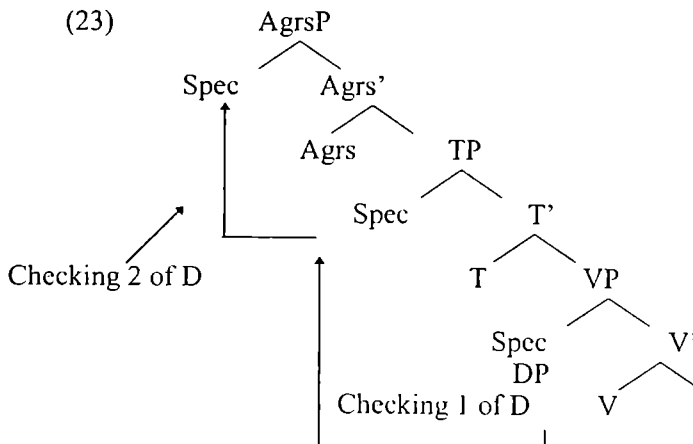 (23) AgrsP
Spec Agrs'
Agrs TP
Spec T'
Checking 2 of D T VP
Spec V'
DP
Checking 1 of D V